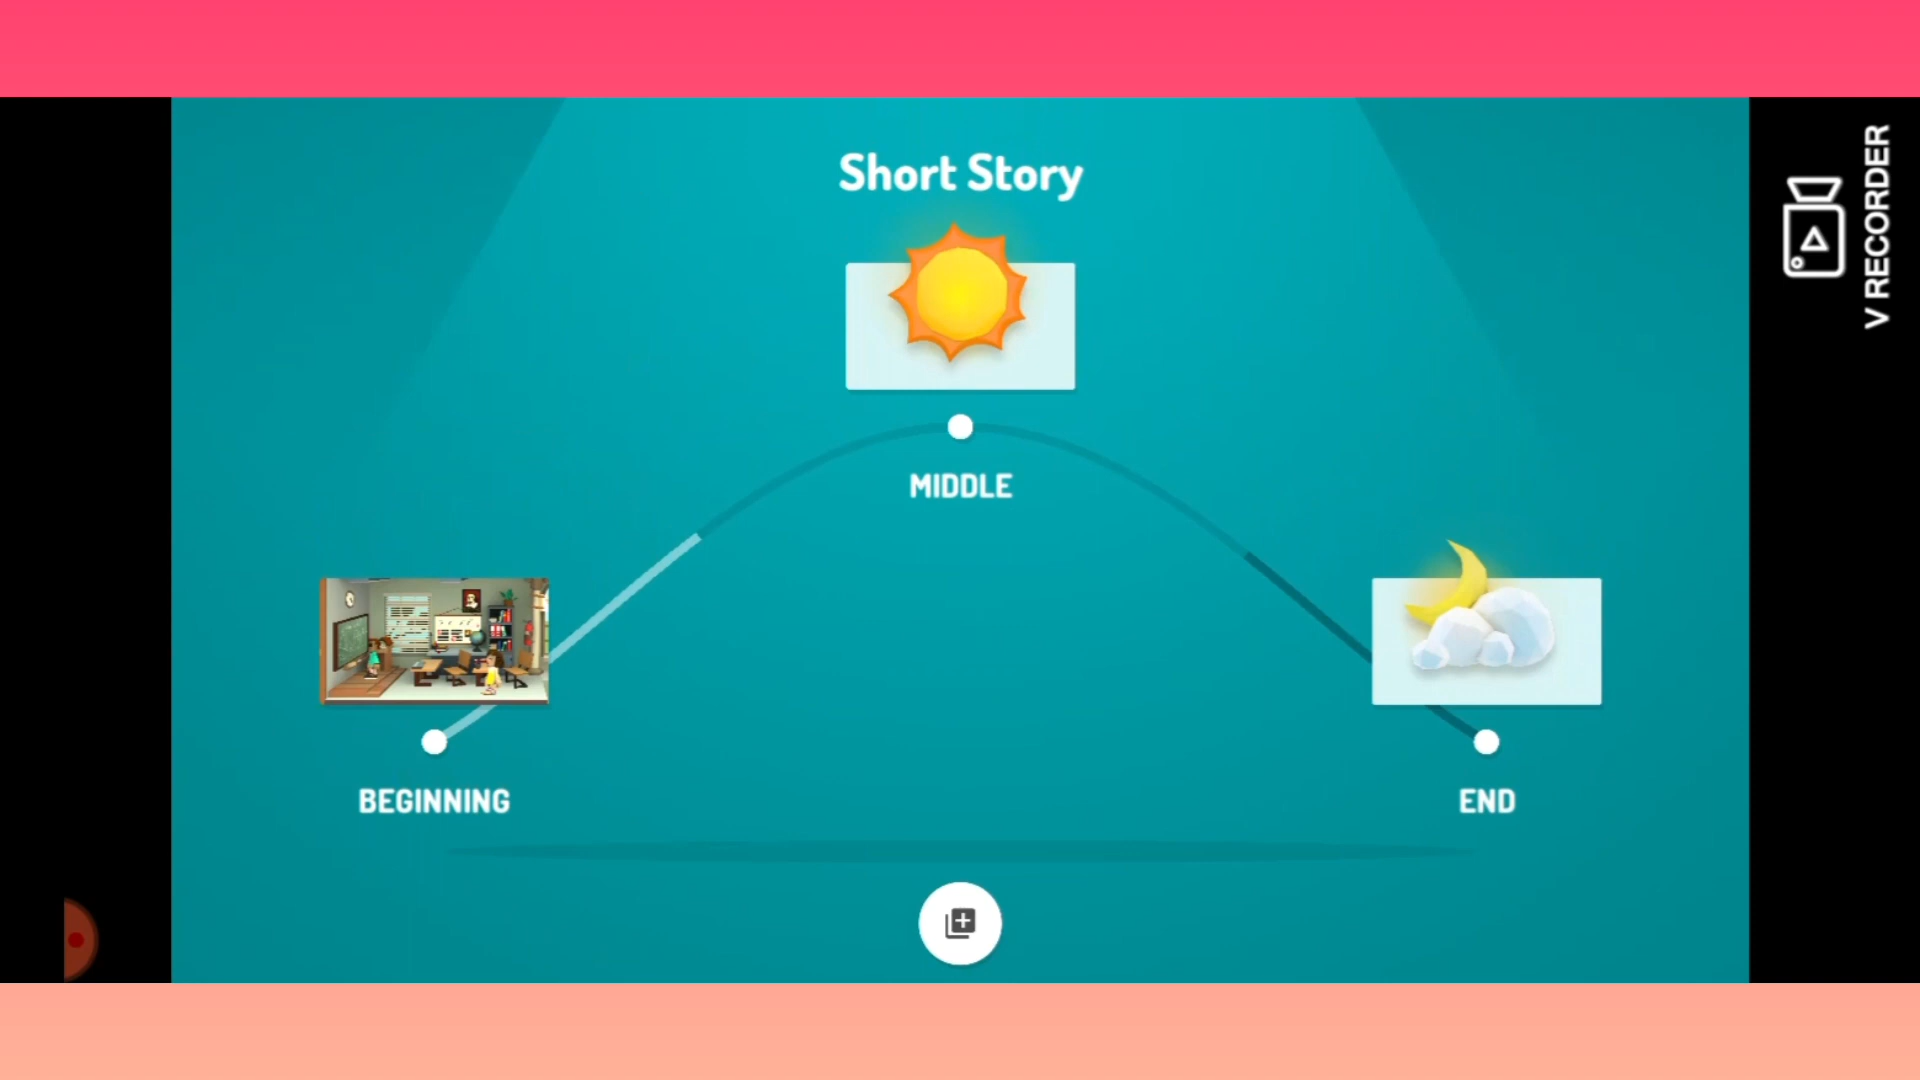 Short Story
MIDDLE
BEGINNING
END
V RECORDER